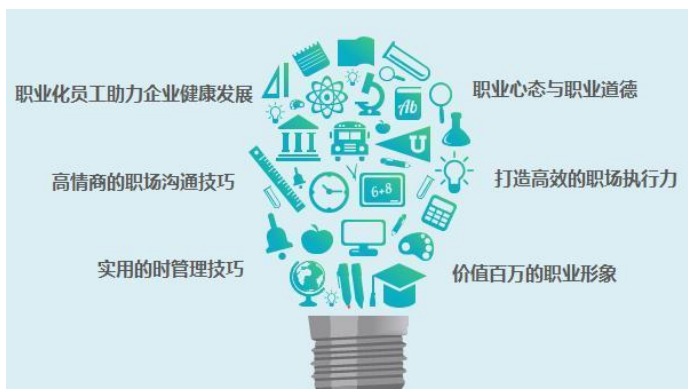 职业化员工助力企业健康发展
职业心态与职业道德
Ab
U
高情商的职场沟通技巧
打造高效的职场执行力
6+8
实用的时管理技巧
价值百万的职业形象